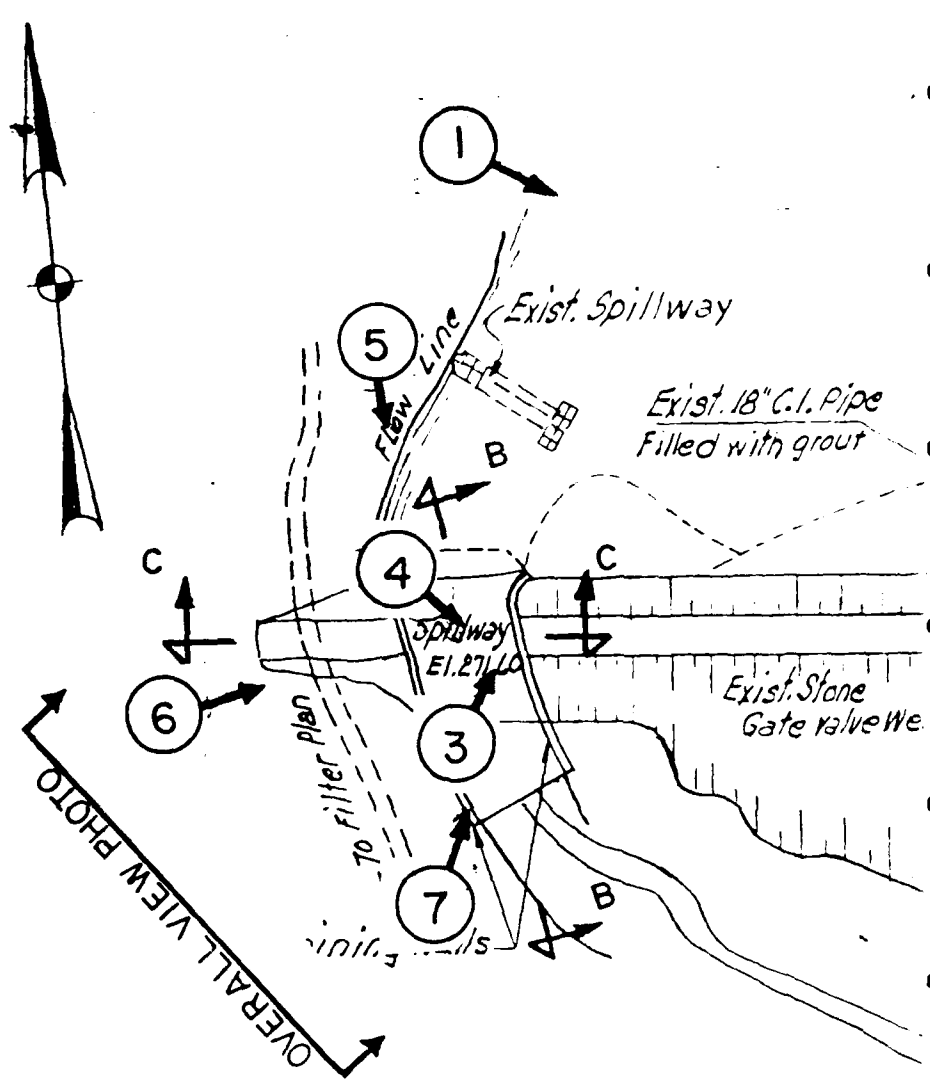 1
Exist. Spillway
5
Flow Line
Exist. 18" C.I. Pipe
Filled with grout
B
C
4
C
Spillway
El. 271.0
Exist. Stone
Gate Valve We
6
3
To Filter Plan
OVERALL VIEW PHOTO
7
B